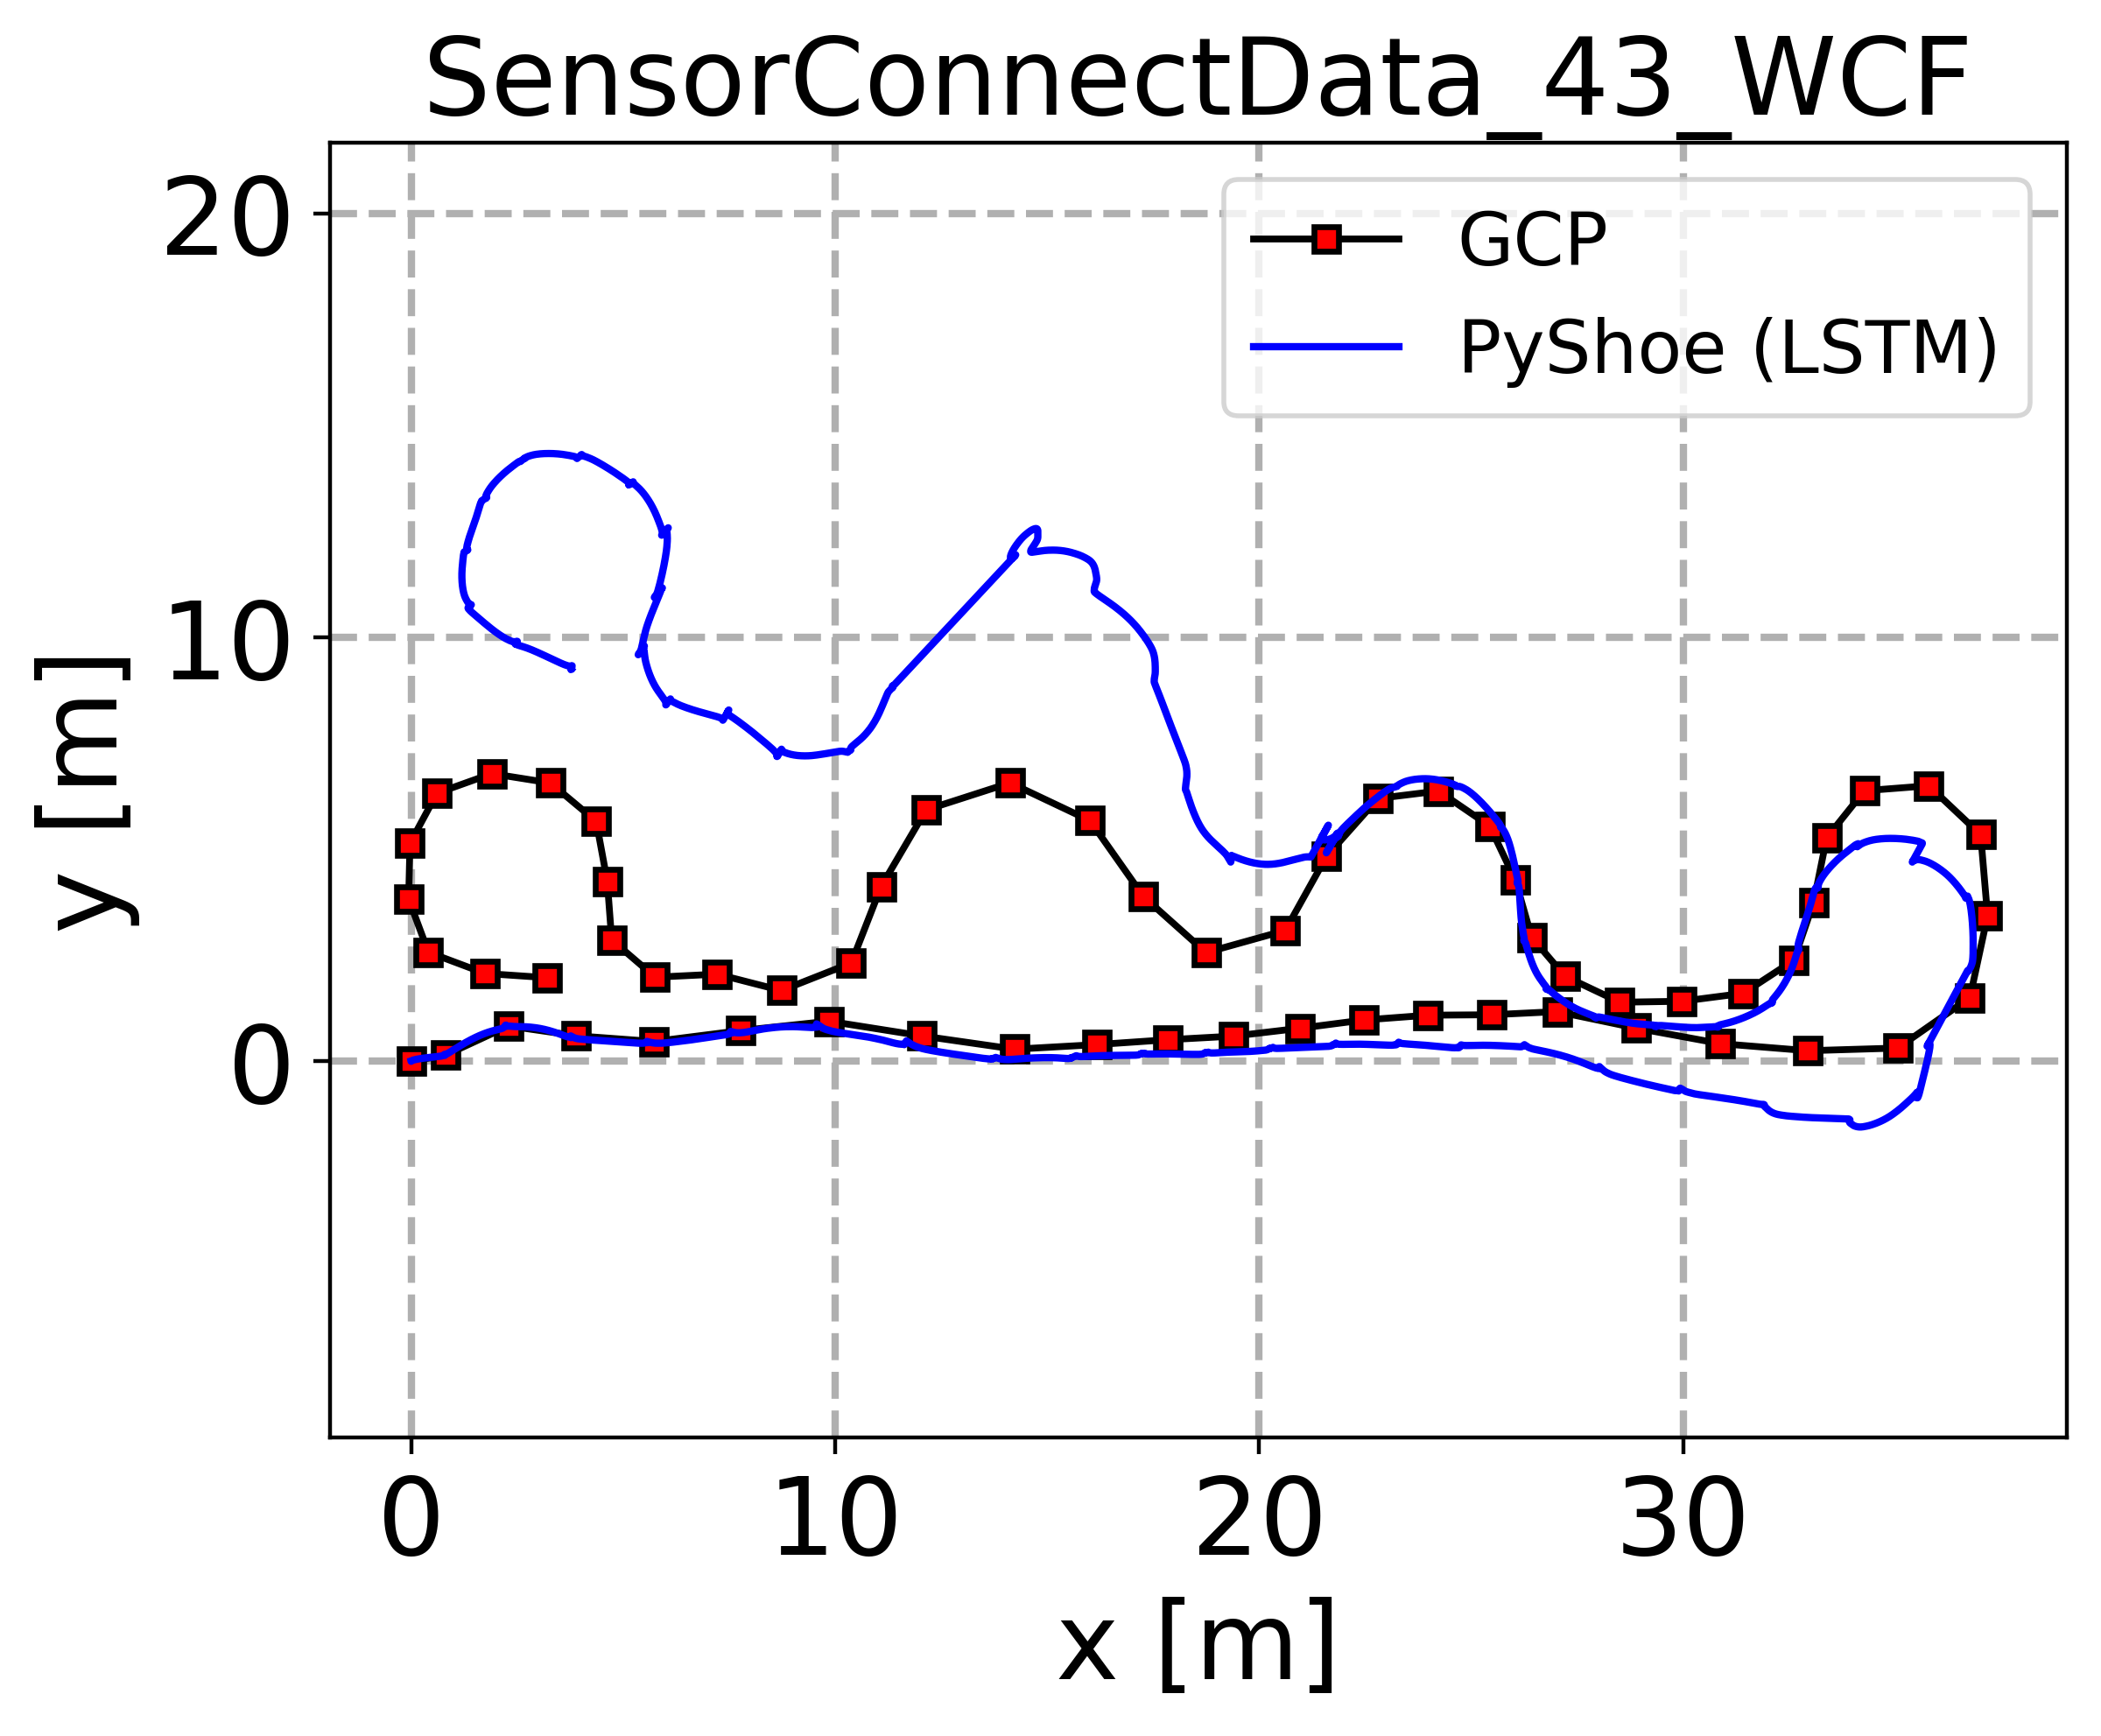 SensorConnectData_43_WCF
GCP
PyShoe (LSTM)
20
10
0
y [m]
0 10 20 30
x [m]